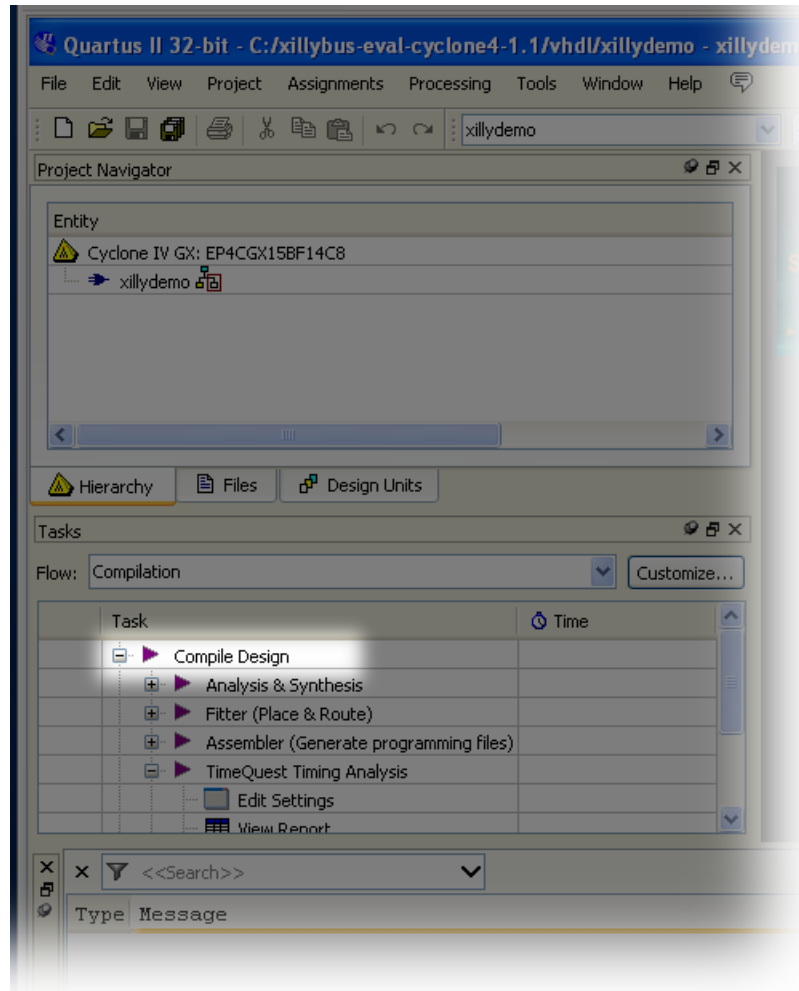 Quartus II 32-bit - C:/xillybus-eval-cyclone4-1.1/vhdl/xillydemo - xillydem
File Edit View Project Assignments Processing Tools Window Help
xillydemo
Project Navigator
Entity
Cyclone IV GX: EP4CGX15BF14C8
xillydemo
Hierarchy Files Design Units
Tasks
Flow: Compilation Customize...
Task Time
Compile Design
Analysis & Synthesis
Fitter (Place & Route)
Assembler (Generate programming files)
TimeQuest Timing Analysis
Edit Settings
View Report
<<Search>>
Type Message